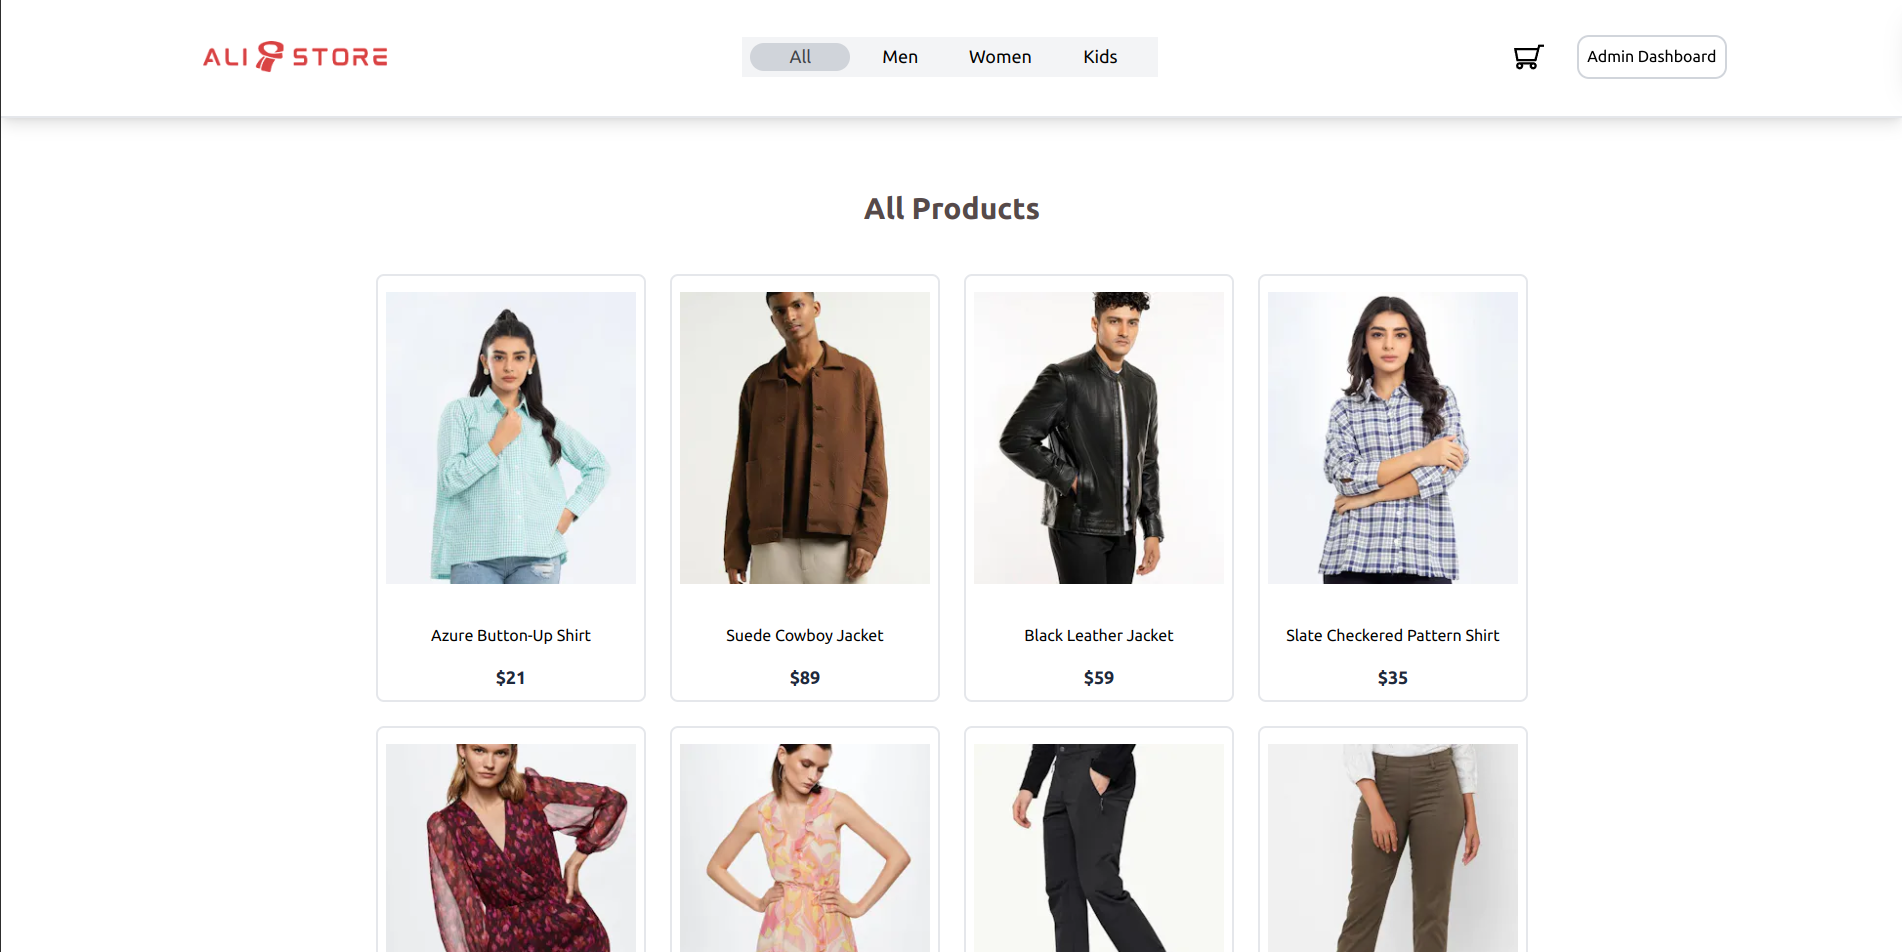 ALI STORE
All Men Women Kids
Admin Dashboard
All Products
Azure Button-Up Shirt
$21
Suede Cowboy Jacket
$89
Black Leather Jacket
$59
Slate Checkered Pattern Shirt
$35